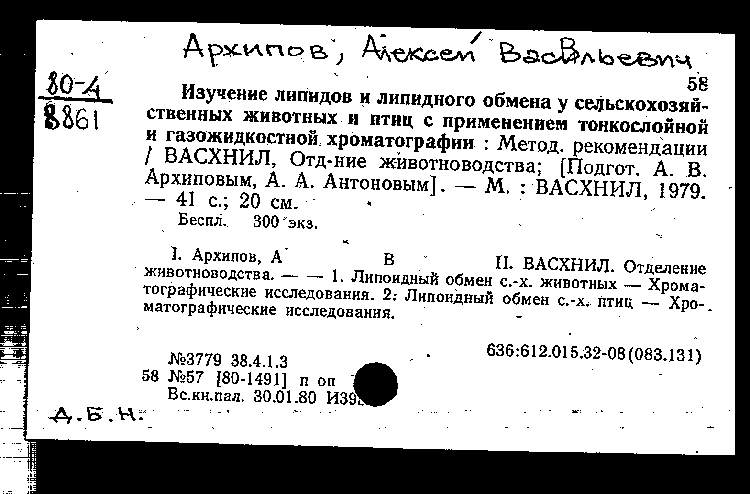 Архипов, Алексей Васильевич
58
80-4
8861
Изучение липидов и липидного обмена у сельскохозяй-
ственных животных и птиц с применением тонкослойной
и газожидкостной хроматографии : Метод. рекомендации
/ ВАСХНИЛ, Отд-ние животноводства; [Подгот. А. В.
Архиповым, А. А. Антоновым]. — М. : ВАСХНИЛ, 1979.
— 41 с.; 20 см.
Беспл. 300 экз.
I. Архипов, А В II. ВАСХНИЛ. Отделение
животноводства. — — 1. Липоидный обмен с.-х. животных — Хрома-
тографические исследования. 2. Липоидный обмен с.-х. птиц — Хро-
матографические исследования.
636:612.015.32-08(083.131)
№3779 38.4.1.3
58 №57 [80-1491] п оп
Вс.кн.пал. 30.01.80 И39
Д.Б.Н.